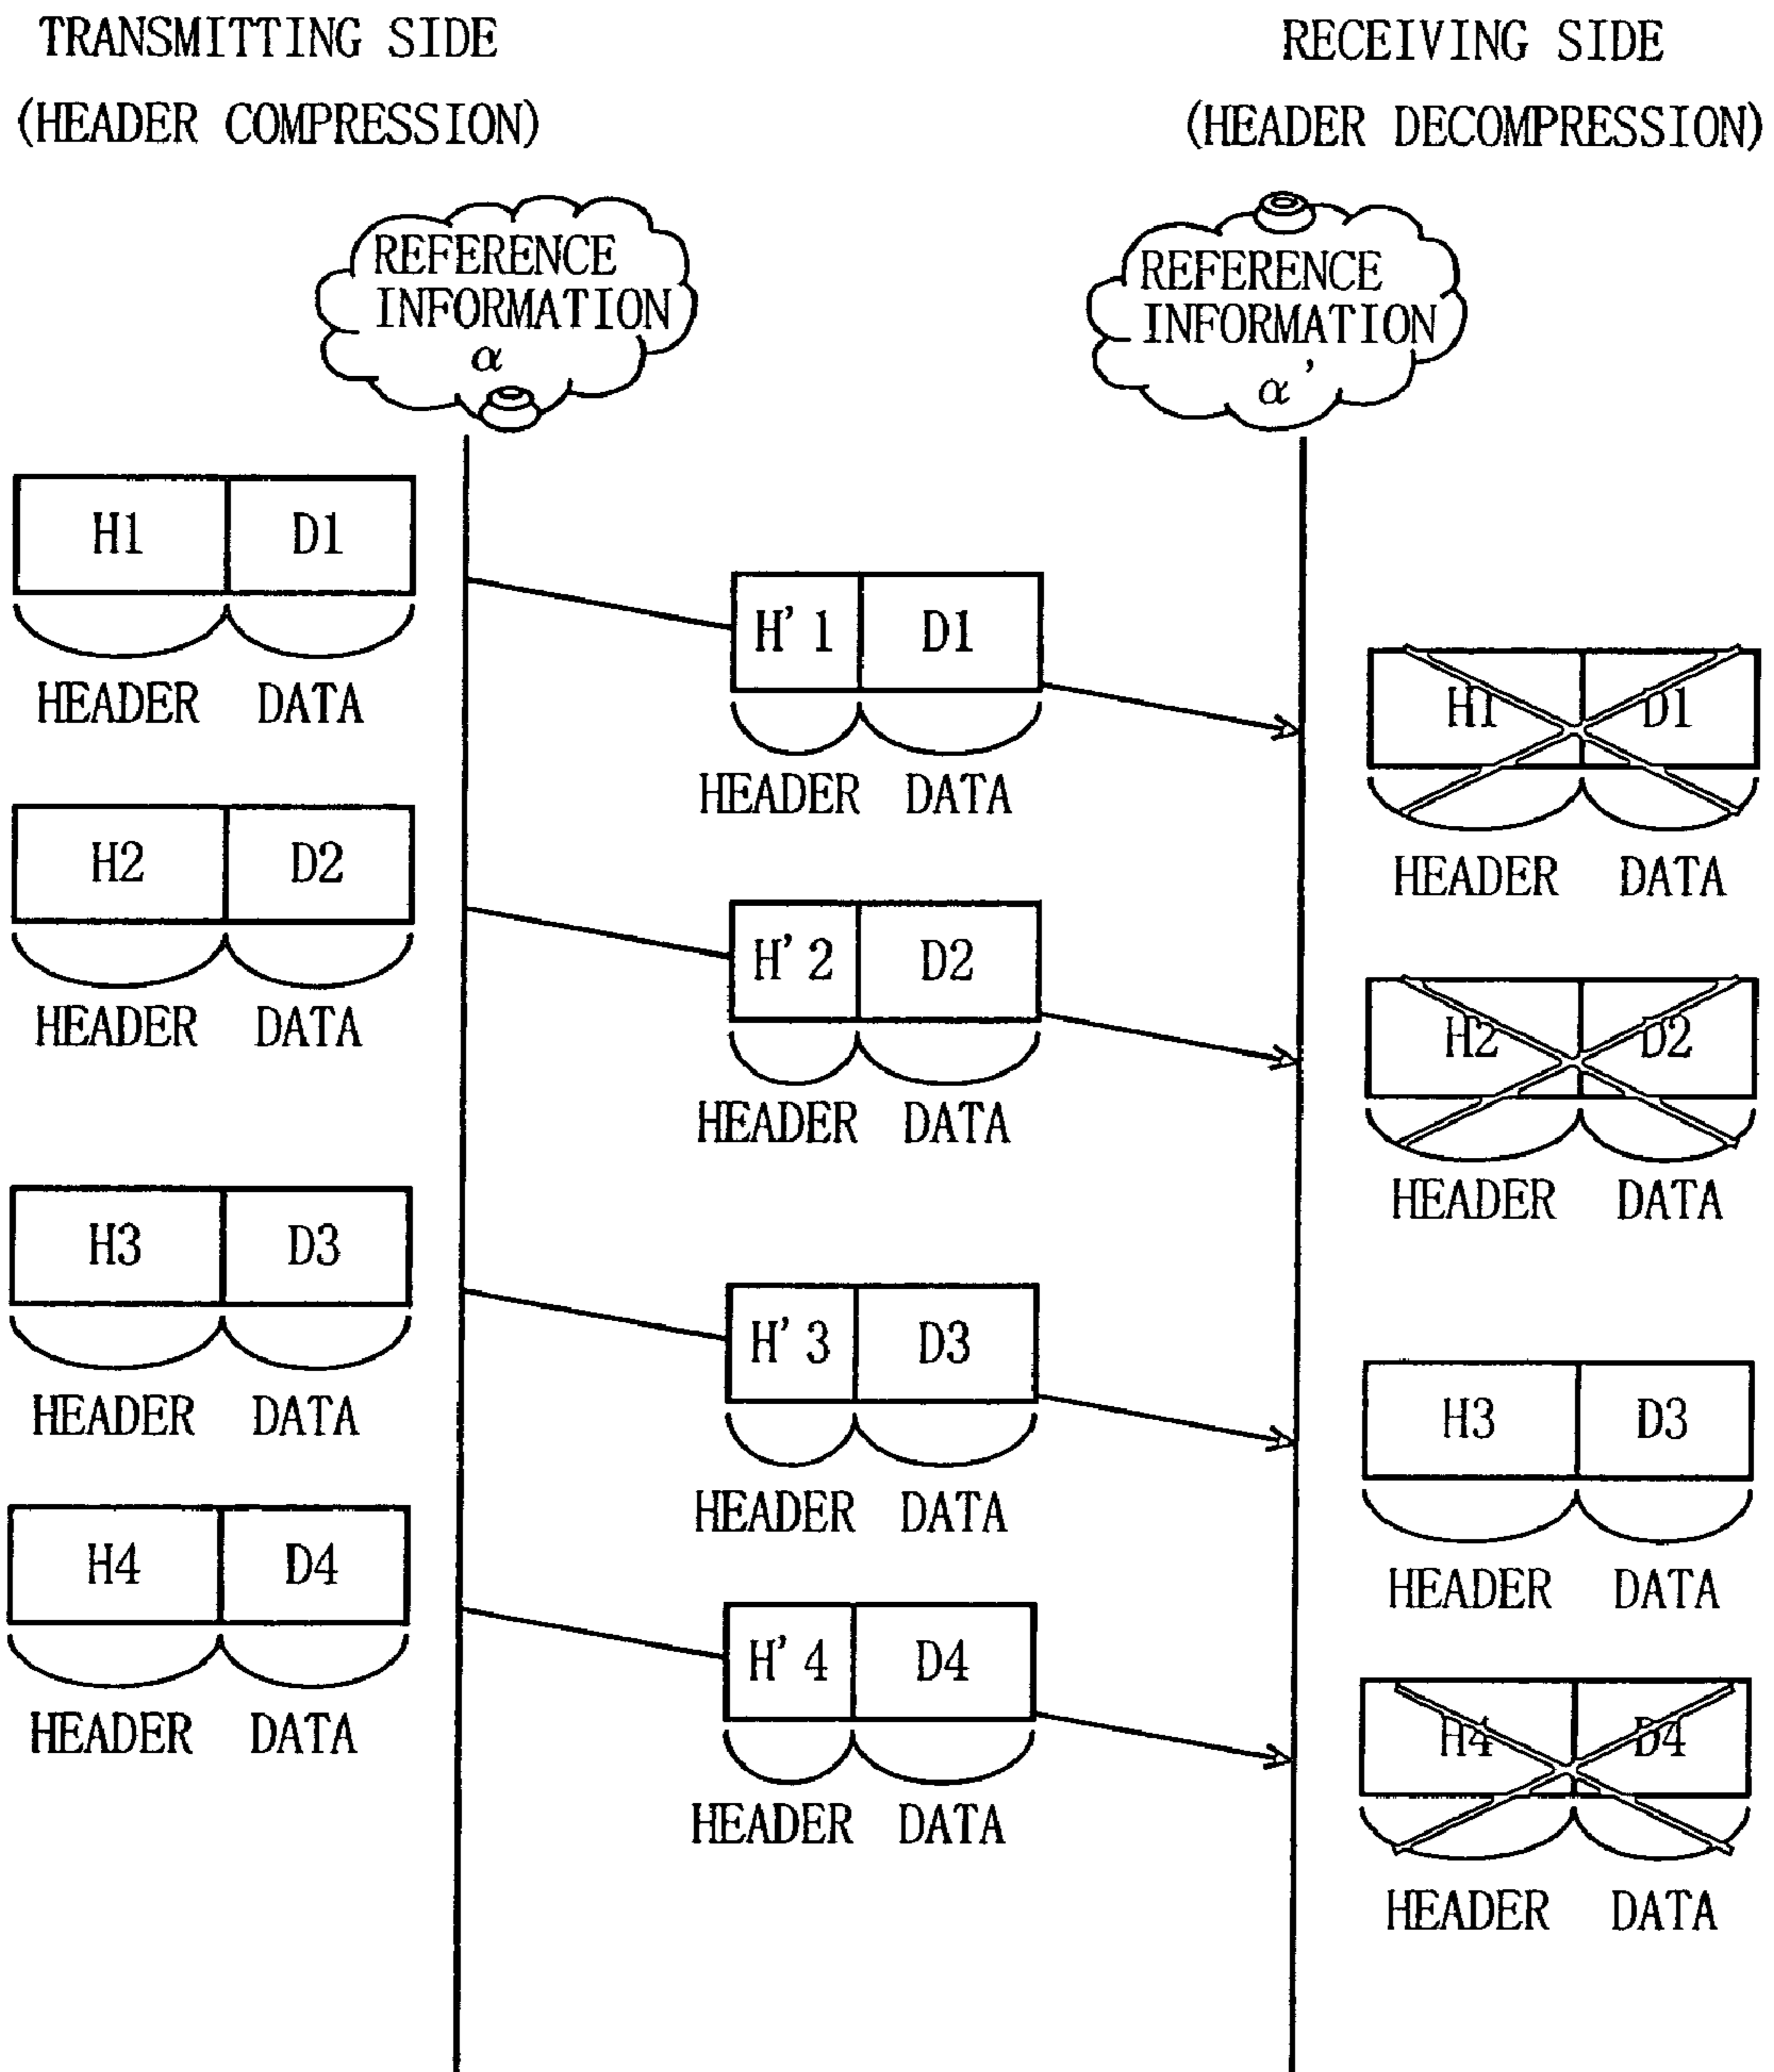 TRANSMITTING SIDE
(HEADER COMPRESSION)
RECEIVING SIDE
(HEADER DECOMPRESSION)
REFERENCE
INFORMATION
α
REFERENCE
INFORMATION
α'
H1 D1
HEADER DATA
H'1 D1
HEADER DATA
H1 D1
HEADER DATA
H2 D2
HEADER DATA
H'2 D2
HEADER DATA
H2 D2
HEADER DATA
H3 D3
HEADER DATA
H'3 D3
HEADER DATA
H3 D3
HEADER DATA
H4 D4
HEADER DATA
H'4 D4
HEADER DATA
H4 D4
HEADER DATA